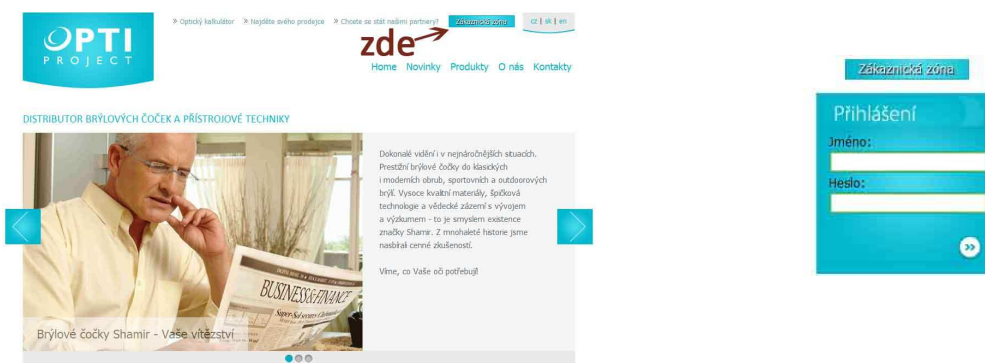 » Optický kalkulátor » Najděte svého prodejce » Chcete se stát našimi partnery? Zákaznická zóna cz | sk | en
OPTI
PROJECT
zde
Home Novinky Produkty O nás Kontakty
DISTRIBUTOR BRÝLOVÝCH ČOČEK A PŘÍSTROJOVÉ TECHNIKY
Dokonalé vidění i v nejnáročnějších situacích.
Prestižní brýlové čočky do klasických
i moderních obrub, sportovních a outdoorových
brýlí. Vysoce kvalitní materiály, špičková
technologie a vědecké zázemí s vývojem
a výzkumem - to je smyslem existence
značky Shamir. Z mnohaleté historie jsme
nasbírali cenné zkušenosti.
Víme, co Vaše oči potřebují!
BUSINESS&FINANCE
Brýlové čočky Shamir - Vaše vítězství
Zákaznická zóna
Přihlášení
Jméno:
Heslo: